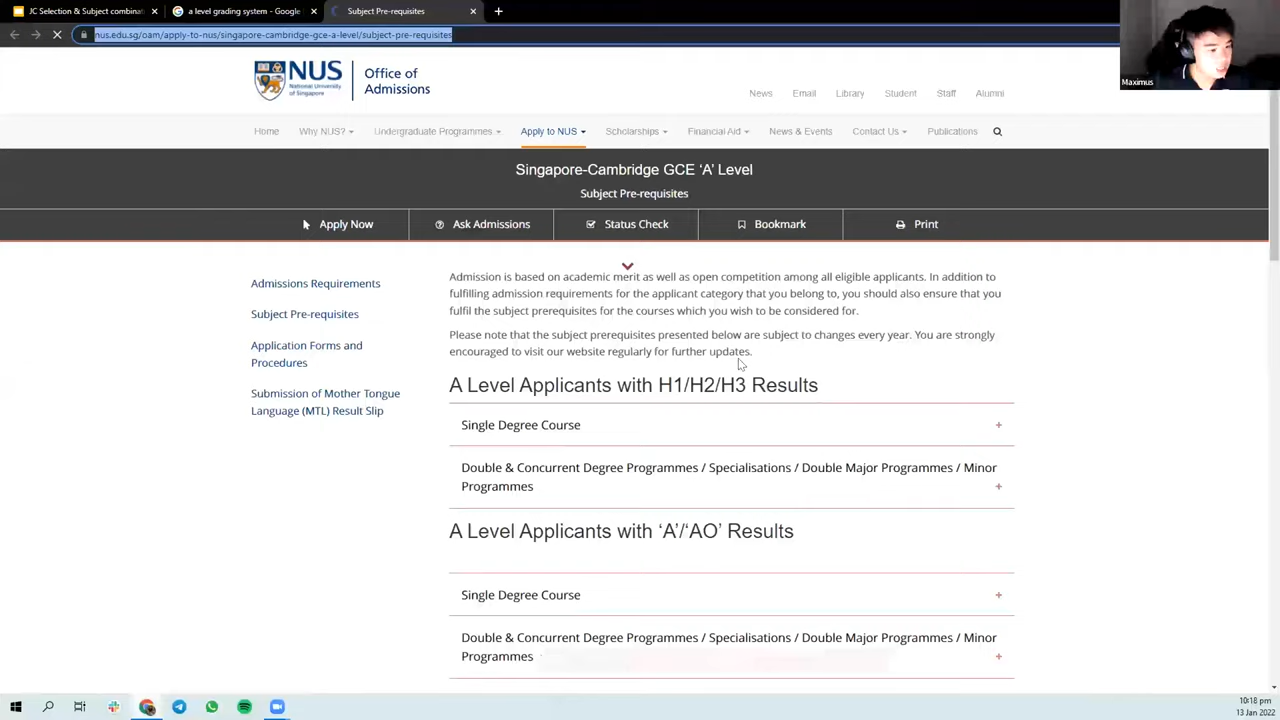 JC Selection & Subject combinat
a level grading system - Google
Subject Pre-requisites
nus.edu.sg/oam/apply-to-nus/singapore-cambridge-gce-a-level/subject-pre-requisites
Maximus
NUS
National University
of Singapore
Office of
Admissions
News Email Library Student Staff Alumni
Home Why NUS? Undergraduate Programmes Apply to NUS Scholarships Financial Aid News & Events Contact Us Publications
Singapore-Cambridge GCE ‘A’ Level
Subject Pre-requisites
Apply Now Ask Admissions Status Check Bookmark Print
Admissions Requirements
Subject Pre-requisites
Application Forms and
Procedures
Submission of Mother Tongue
Language (MTL) Result Slip
Admission is based on academic merit as well as open competition among all eligible applicants. In addition to
fulfilling admission requirements for the applicant category that you belong to, you should also ensure that you
fulfil the subject prerequisites for the courses which you wish to be considered for.
Please note that the subject prerequisites presented below are subject to changes every year. You are strongly
encouraged to visit our website regularly for further updates.
A Level Applicants with H1/H2/H3 Results
Single Degree Course +
Double & Concurrent Degree Programmes / Specialisations / Double Major Programmes / Minor
Programmes +
A Level Applicants with ‘A’/‘AO’ Results
Single Degree Course +
Double & Concurrent Degree Programmes / Specialisations / Double Major Programmes / Minor
Programmes +
10:18 pm
13 Jan 2022